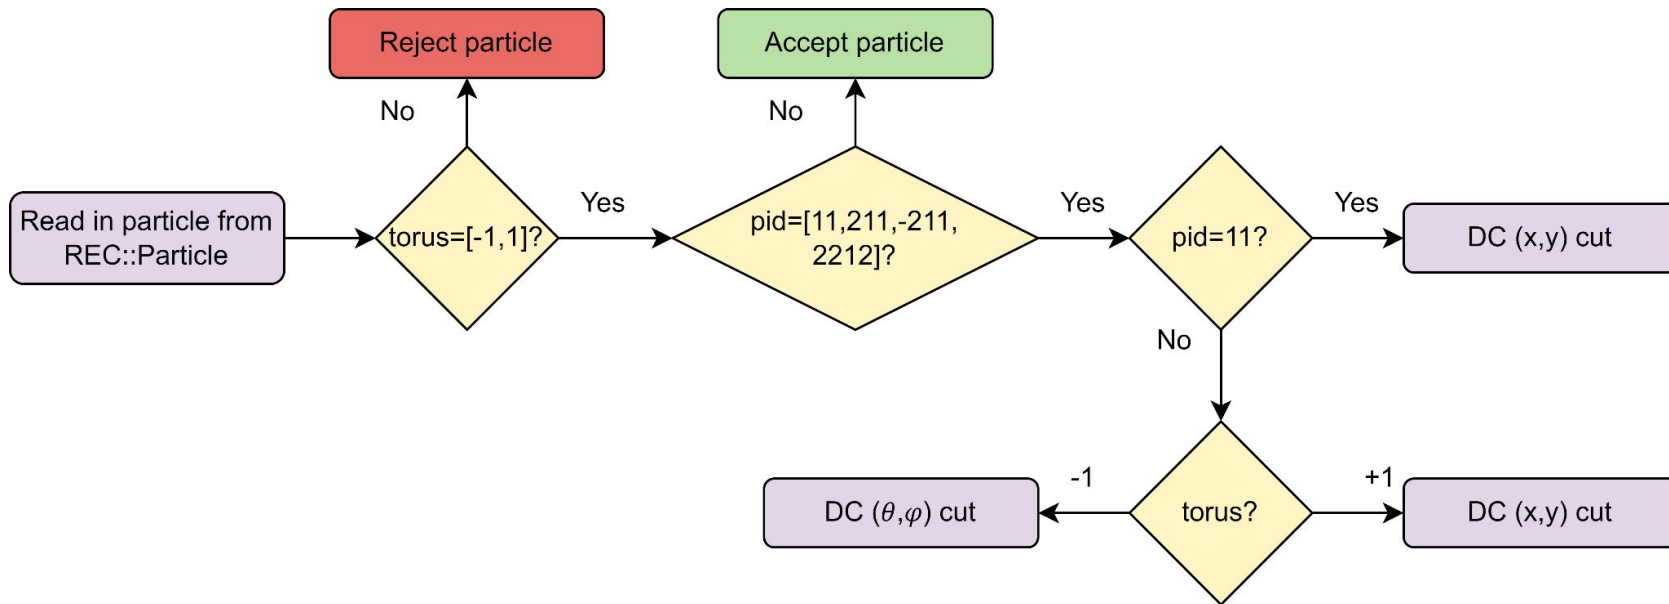 Reject particle
Accept particle
No
No
Read in particle from
REC::Particle
torus=[-1,1]?
Yes
pid=[11,211,-211,
2212]?
Yes
pid=11?
Yes
DC (x,y) cut
No
DC (θ,φ) cut
-1
torus?
+1
DC (x,y) cut